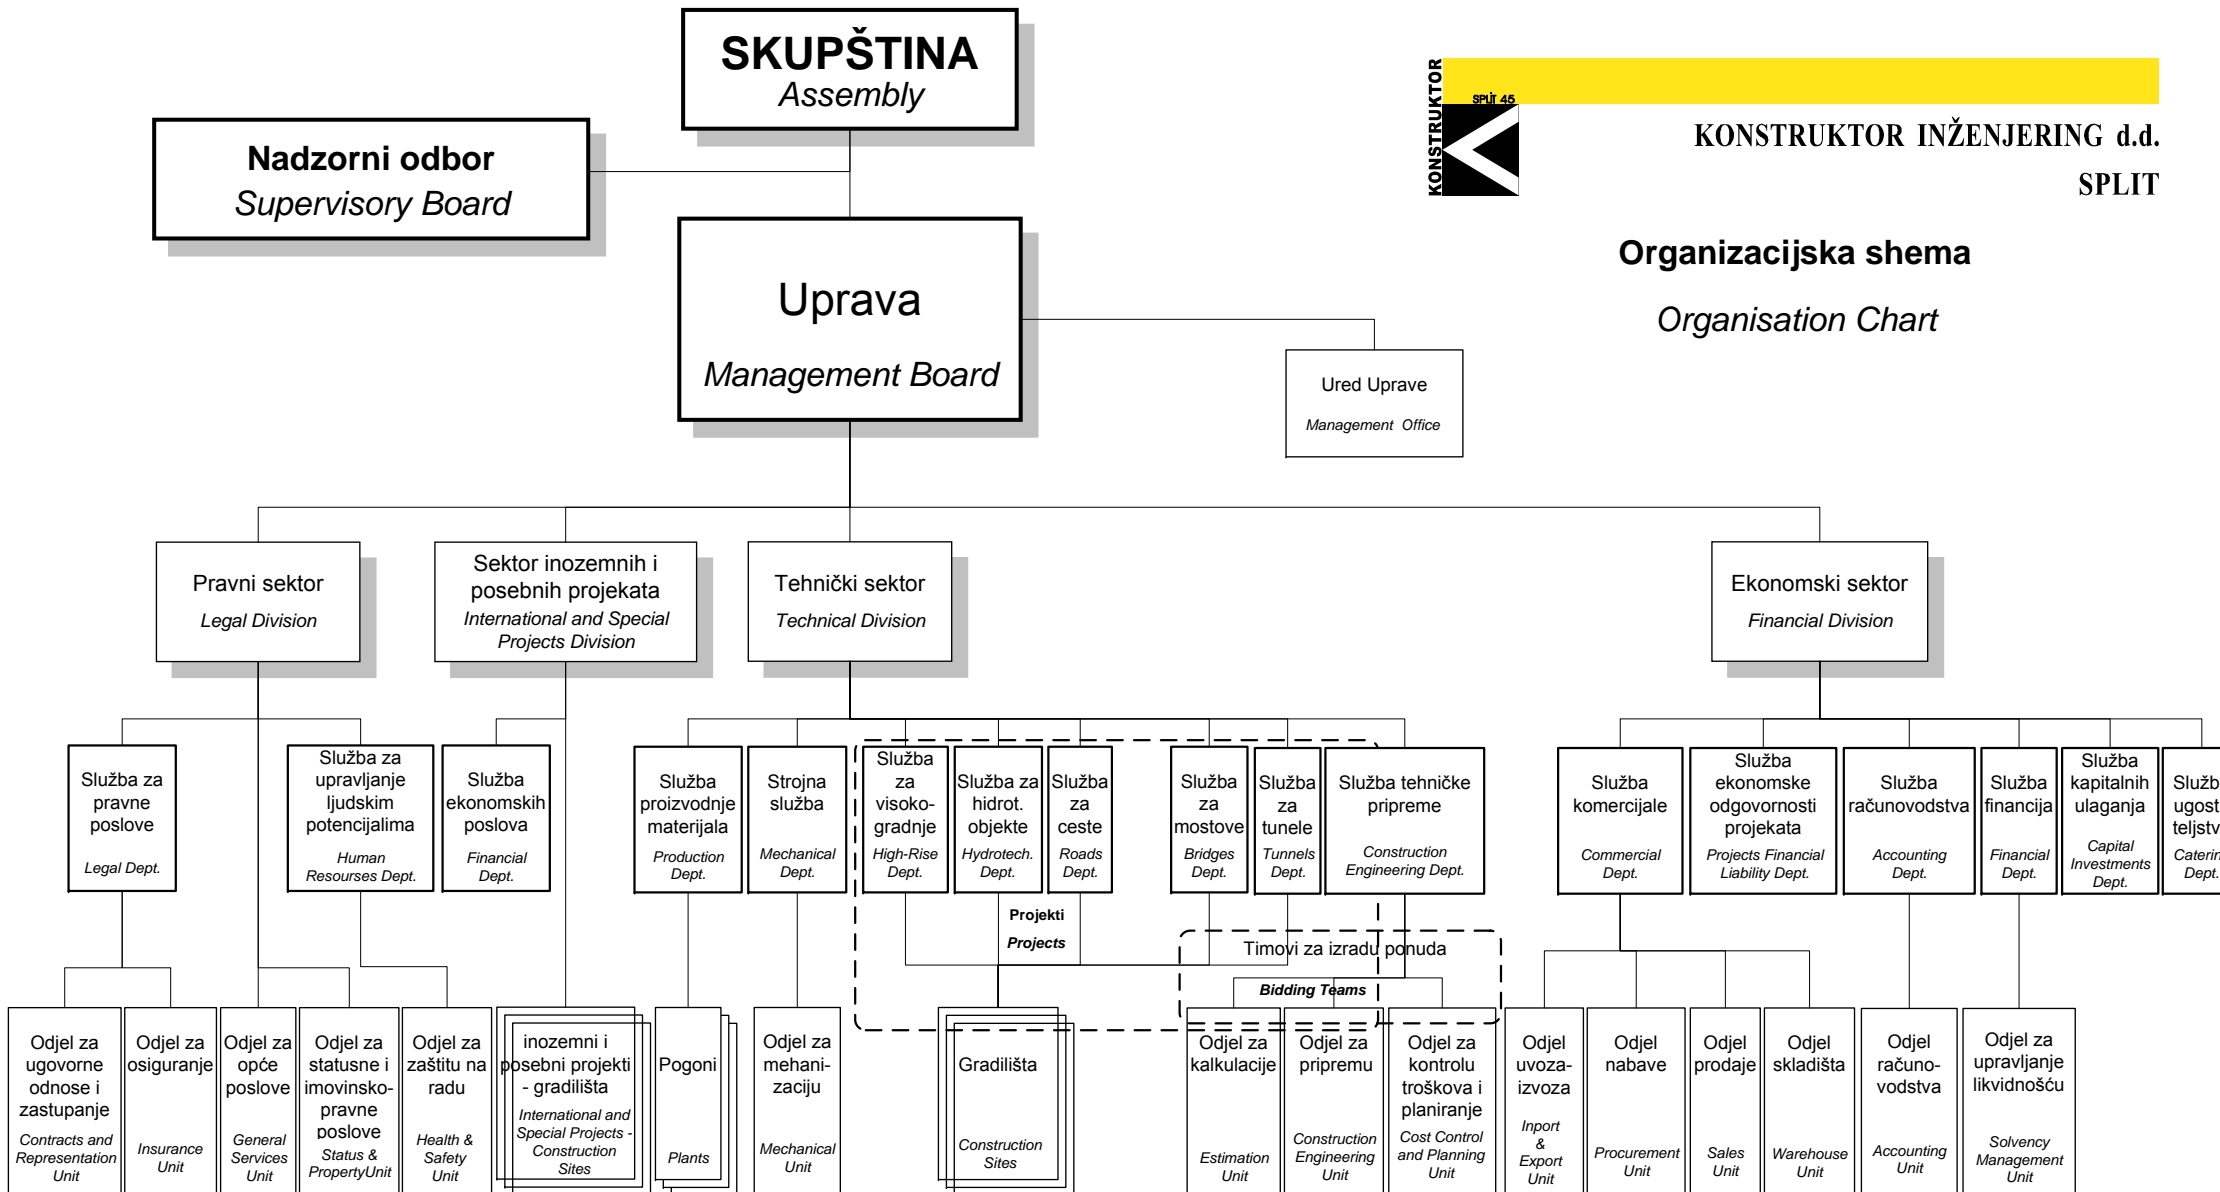 SKUPŠTINA
Assembly
KONSTRUKTOR
SPLIT 45
KONSTRUKTOR INŽENJERING d.d.
SPLIT
Nadzorni odbor
Supervisory Board
Organizacijska shema
Organisation Chart
Uprava
Management Board
Ured Uprave
Management Office
Pravni sektor
Legal Division
Sektor inozemnih i
posebnih projekata
International and Special
Projects Division
Tehnički sektor
Technical Division
Ekonomski sektor
Financial Division
Služba za
pravne
poslove
Legal Dept.
Služba za
upravljanje
ljudskim
potencijalima
Human
Resourses Dept.
Služba
ekonomskih
poslova
Financial
Dept.
Služba
proizvodnje
materijala
Production
Dept.
Strojna
služba
Mechanical
Dept.
Služba
za
visoko-
gradnje
High-Rise
Dept.
Služba za
hidrot.
objekte
Hydrotech.
Dept.
Služba
za
ceste
Roads
Dept.
Služba
za
mostove
Bridges
Dept.
Služba
za
tunele
Tunnels
Dept.
Služba tehničke
pripreme
Construction
Engineering Dept.
Služba
komercijale
Commercial
Dept.
Služba
ekonomske
odgovornosti
projekata
Projects Financial
Liability Dept.
Služba
računovodstva
Accounting
Dept.
Služba
financija
Financial
Dept.
Služba
kapitalnih
ulaganja
Capital
Investments
Dept.
Službа
ugosti
teljstv
Caterin
Dept.
Projekti
Projects
Timovi za izradu ponuda
Bidding Teams
Odjel za
ugovorne
odnose i
zastupanje
Contracts and
Representation
Unit
Odjel za
osiguranje
Insurance
Unit
Odjel za
opće
poslove
General
Services
Unit
Odjel za
statusne i
imovinsko-
pravne
poslove
Status &
PropertyUnit
Odjel za
zaštitu na
radu
Health &
Safety
Unit
inozemni i
posebni projekti
- gradilišta
International and
Special Projects -
Construction
Sites
Pogoni
Plants
Odjel za
mehani-
zaciju
Mechanical
Unit
Gradilišta
Construction
Sites
Odjel za
kalkulacije
Estimation
Unit
Odjel za
pripremu
Construction
Engineering
Unit
Odjel za
kontrolu
troškova i
planiranje
Cost Control
and Planning
Unit
Odjel
uvoza-
izvoza
Inport
&
Export
Unit
Odjel
nabave
Procurement
Unit
Odjel
prodaje
Sales
Unit
Odjel
skladišta
Warehouse
Unit
Odjel
računo-
vodstva
Accounting
Unit
Odjel za
upravljanje
likvidnošću
Solvency
Management
Unit